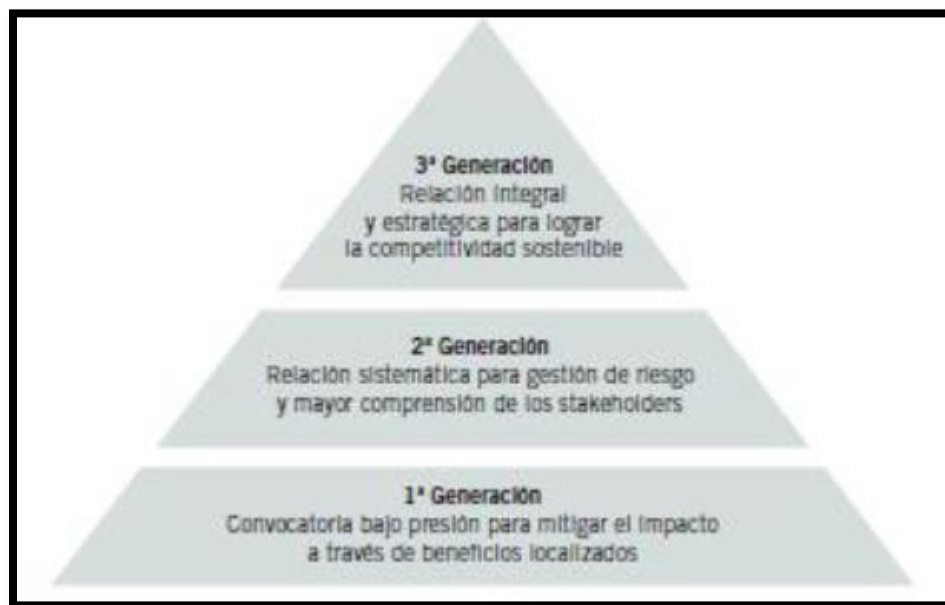 3ª Generación
Relación integral
y estratégica para lograr
la competitividad sostenible
2ª Generación
Relación sistemática para gestión de riesgo
y mayor comprensión de los stakeholders
1ª Generación
Convocatoria bajo presión para mitigar el impacto
a través de beneficios localizados